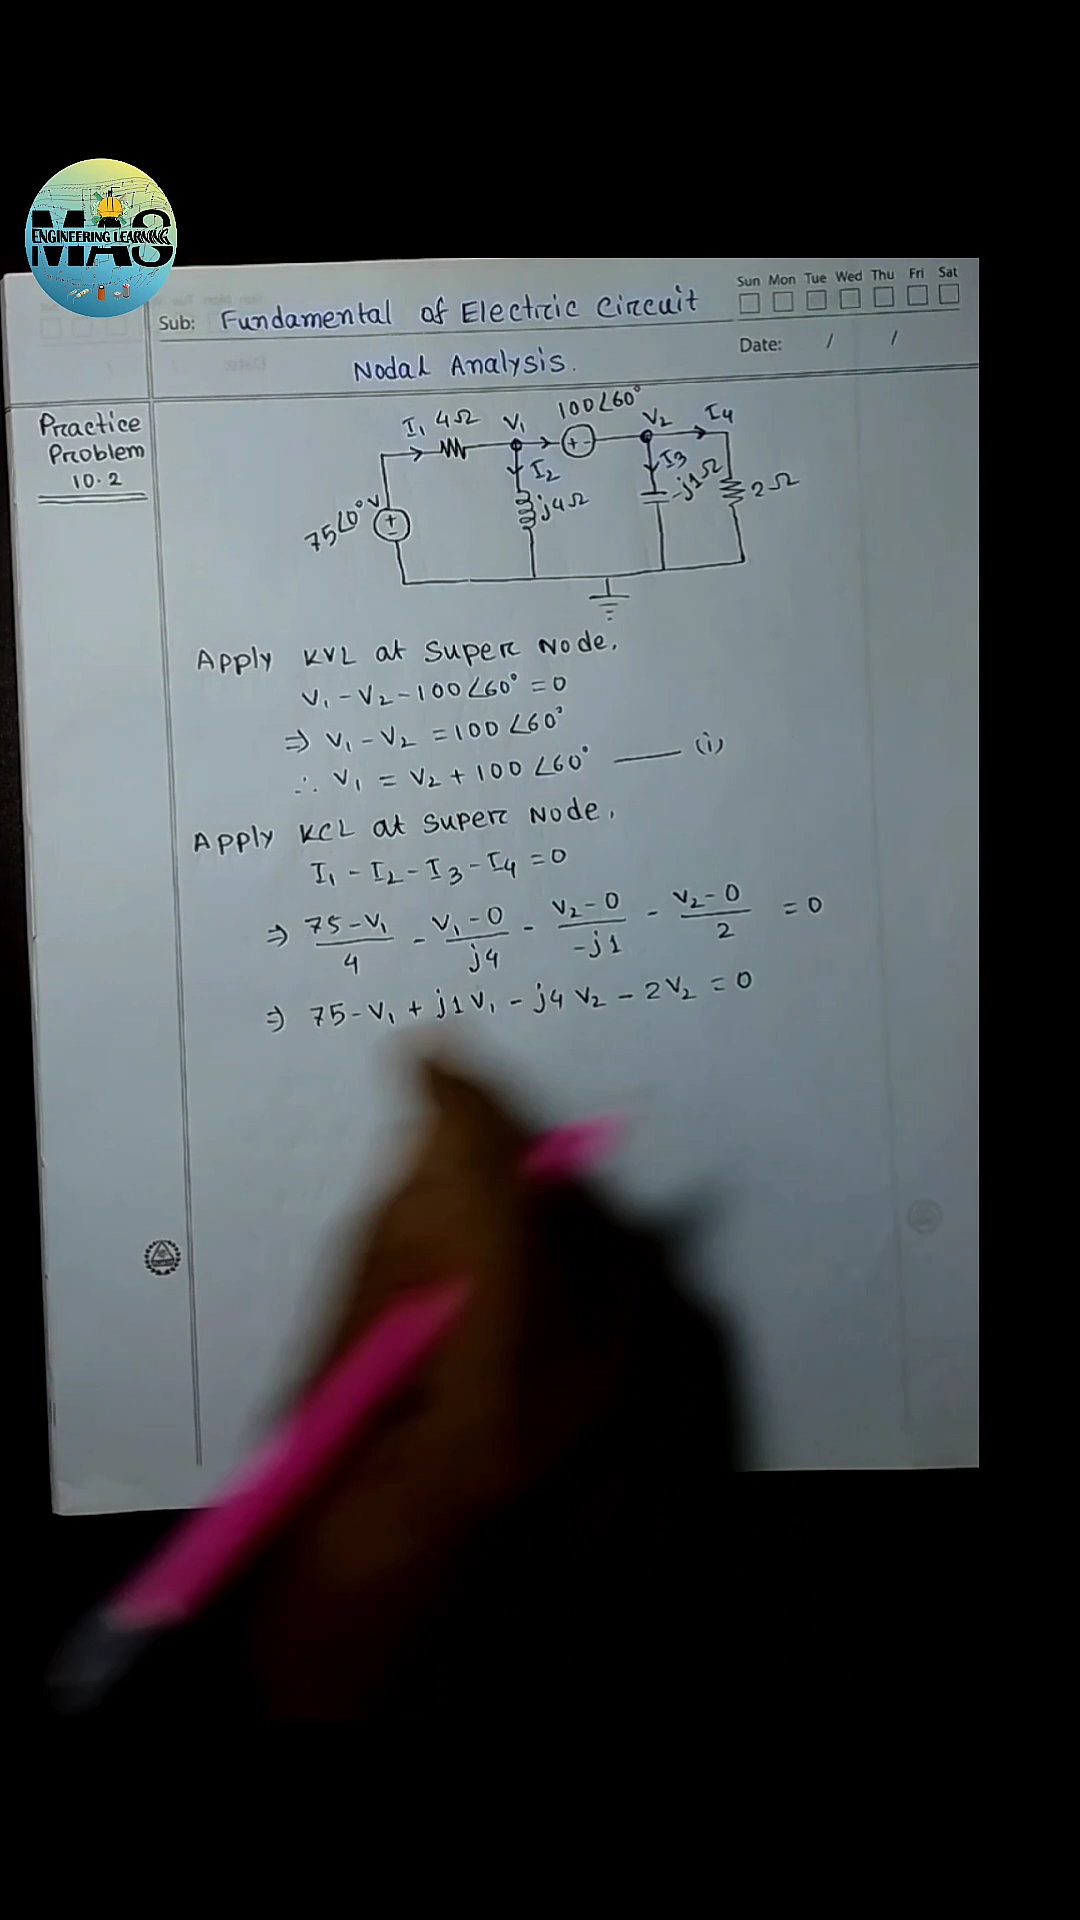 MAS
ENGINEERING LEARNING
Sun Mon Tue Wed Thu Fri Sat
Sub: Fundamental of Electric Circuit
Date: / /
Nodal Analysis.
Practice
Problem
10.2
I₁ 4Ω V₁ 100∠60° V₂ I₄
I₂ I₃
75∠0° V + - j4Ω -j1Ω 2Ω
Apply KVL at Super Node.
V₁ - V₂ - 100∠60° = 0
⇒ V₁ - V₂ = 100∠60°
∴ V₁ = V₂ + 100∠60° —— (i)
Apply KCL at Super Node.
I₁ - I₂ - I₃ - I₄ = 0
⇒ (75 - V₁)/4 - (V₁ - 0)/j4 - (V₂ - 0)/-j1 - (V₂ - 0)/2 = 0
⇒ 75 - V₁ + j1V₁ - j4V₂ - 2V₂ = 0